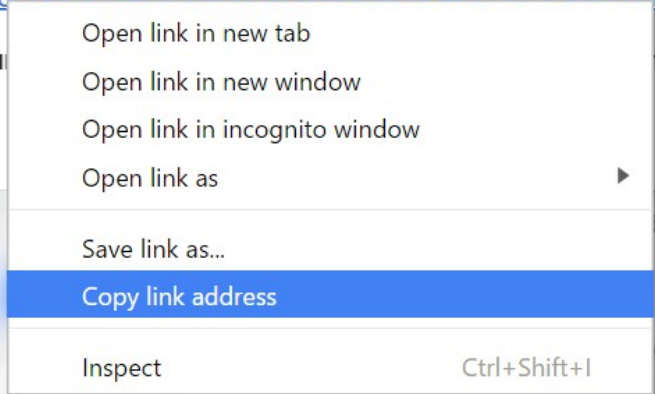 Open link in new tab
Open link in new window
Open link in incognito window
Open link as
Save link as...
Copy link address
Inspect Ctrl+Shift+I